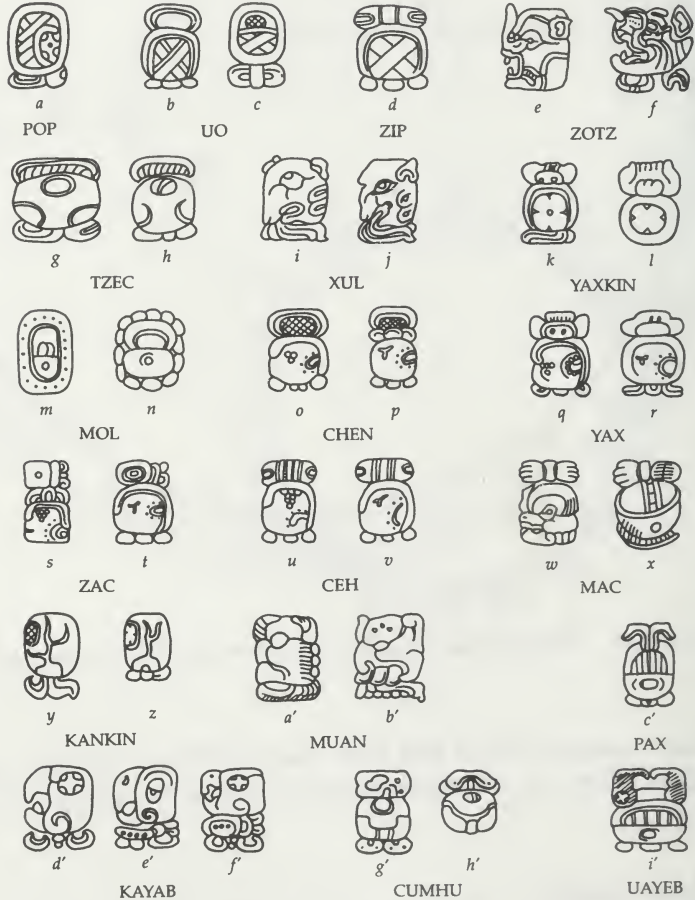 a b c d e f
POP UO ZIP ZOTZ
g h i j k l
TZEC XUL YAXKIN
m n o p q r
MOL CHEN YAX
s t u v w x
ZAC CEH MAC
y z a' b' c'
KANKIN MUAN PAX
d' e' f' g' h' i'
KAYAB CUMHU UAYEB